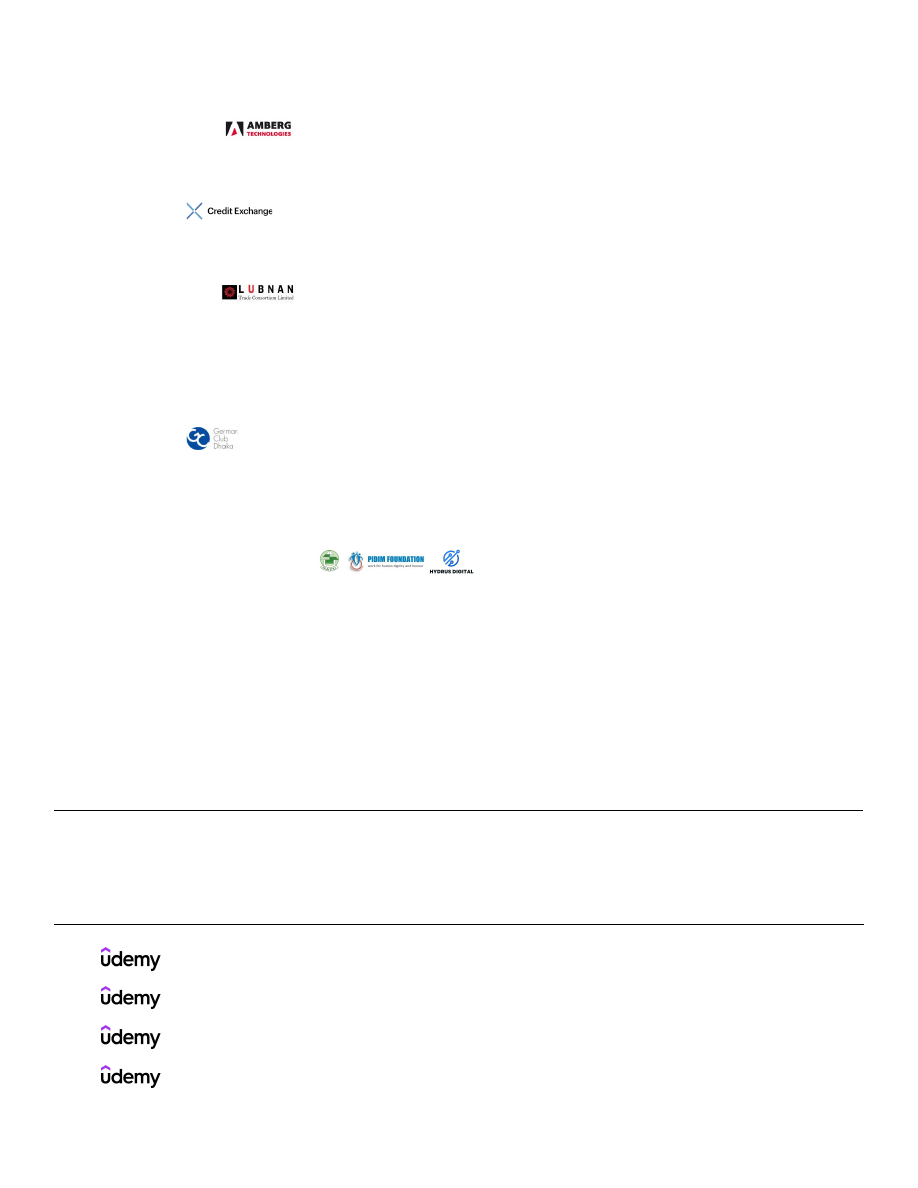 AMBERG
TECHNOLOGIES
Credit Exchange
LUBNAN
Trade Consortium Limited
German
Club
Dhaka
PIDIM FOUNDATION
work for human dignity and honour
HYDRUS DIGITAL
udemy
udemy
udemy
udemy